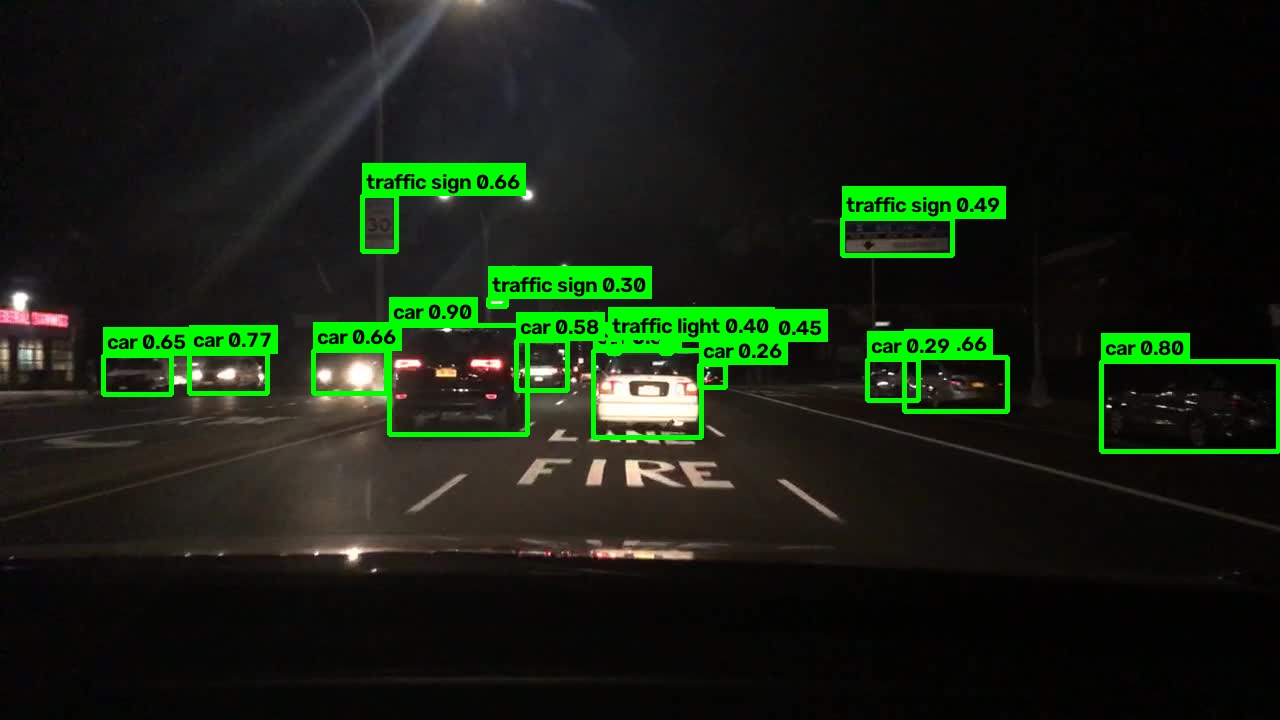 traffic sign 0.66
30
traffic sign 0.49
traffic sign 0.30
car 0.90
car 0.58
traffic light 0.40
0.45
car 0.65
car 0.77
car 0.66
car 0.26
car 0.29
.66
car 0.80
LANE
FIRE